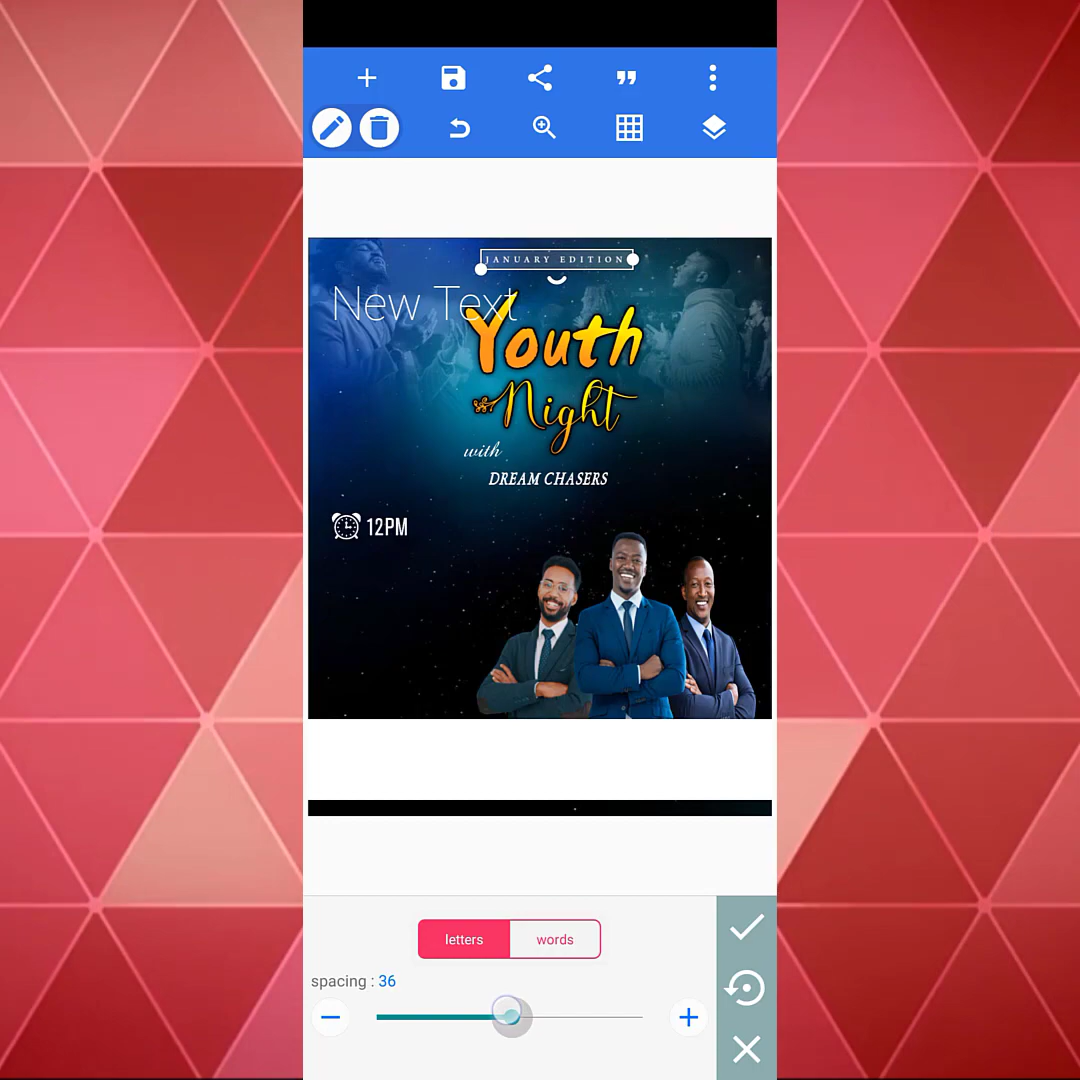 JANUARY EDITION
New Text
Youth
Night
with
DREAM CHASERS
12PM
letters words
spacing : 36